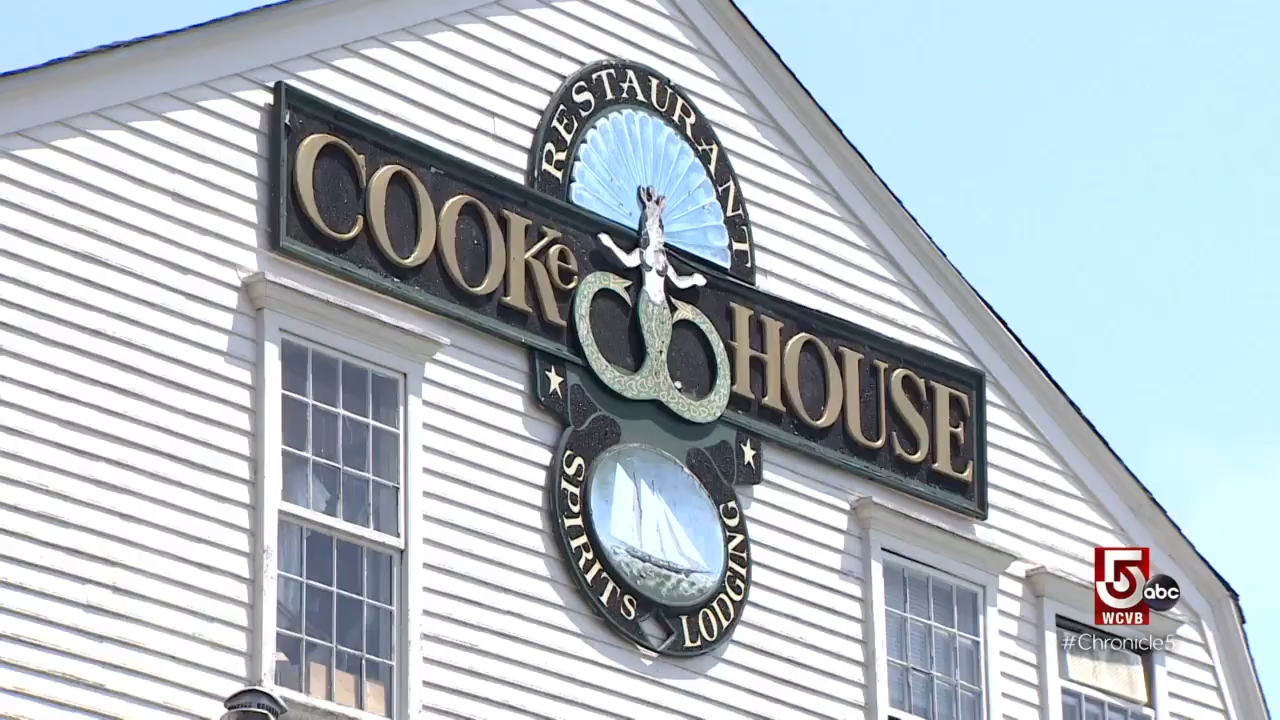 RESTAURANT
COOKe HOUSE
SPIRITS LODGING
5 abc
WCVB
#Chronicle5